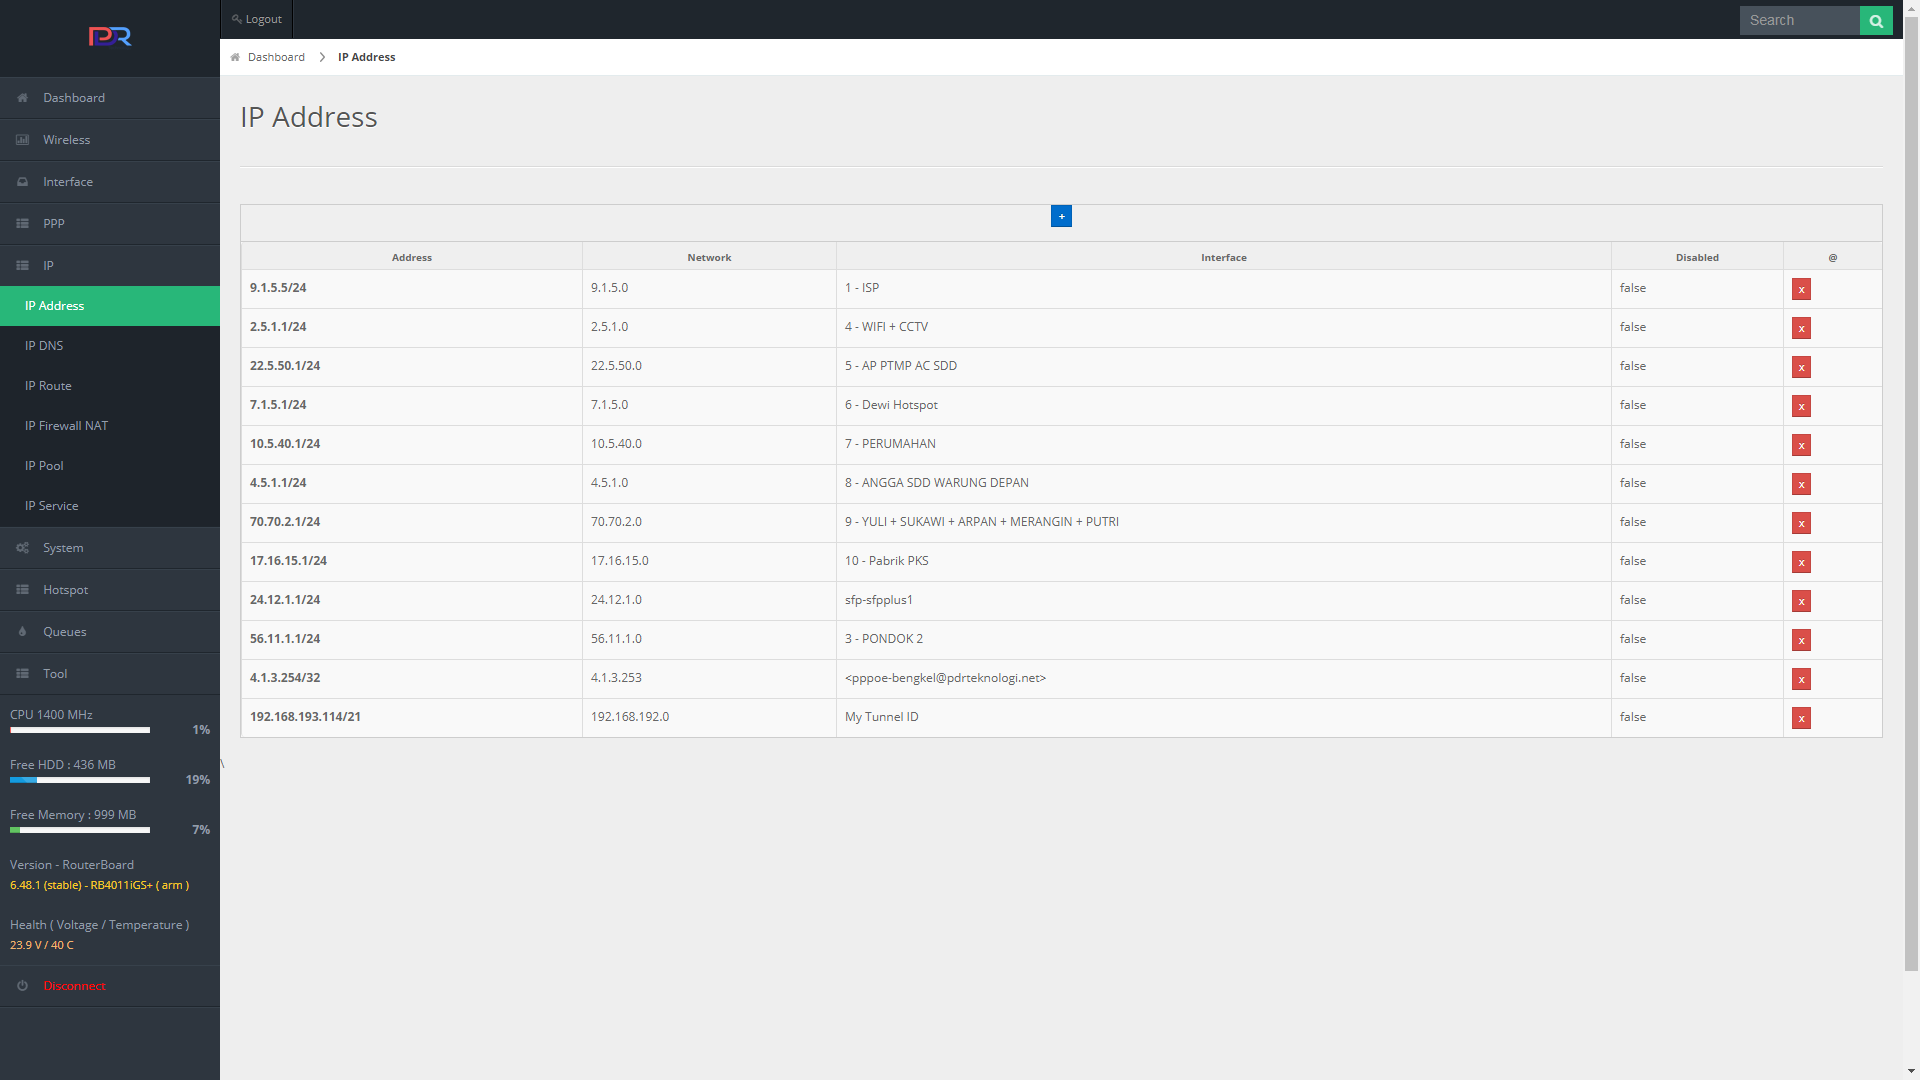 PDR
Dashboard
Wireless
Interface
PPP
IP
IP Address
IP DNS
IP Route
IP Firewall NAT
IP Pool
IP Service
System
Hotspot
Queues
Tool
CPU 1400 MHz
1%
Free HDD : 436 MB
19%
Free Memory : 999 MB
7%
Version - RouterBoard
6.48.1 (stable) - RB4011iGS+ ( arm )
Health ( Voltage / Temperature )
23.9 V / 40 C
Disconnect
Logout
Search
Dashboard > IP Address
IP Address
+
Address Network Interface Disabled @
9.1.5.5/24 9.1.5.0 1 - ISP false x
2.5.1.1/24 2.5.1.0 4 - WIFI + CCTV false x
22.5.50.1/24 22.5.50.0 5 - AP PTMP AC SDD false x
7.1.5.1/24 7.1.5.0 6 - Dewi Hotspot false x
10.5.40.1/24 10.5.40.0 7 - PERUMAHAN false x
4.5.1.1/24 4.5.1.0 8 - ANGGA SDD WARUNG DEPAN false x
70.70.2.1/24 70.70.2.0 9 - YULI + SUKAWI + ARPAN + MERANGIN + PUTRI false x
17.16.15.1/24 17.16.15.0 10 - Pabrik PKS false x
24.12.1.1/24 24.12.1.0 sfp-sfpplus1 false x
56.11.1.1/24 56.11.1.0 3 - PONDOK 2 false x
4.1.3.254/32 4.1.3.253 <pppoe-bengkel@pdrteknologi.net> false x
192.168.193.114/21 192.168.192.0 My Tunnel ID false x
\